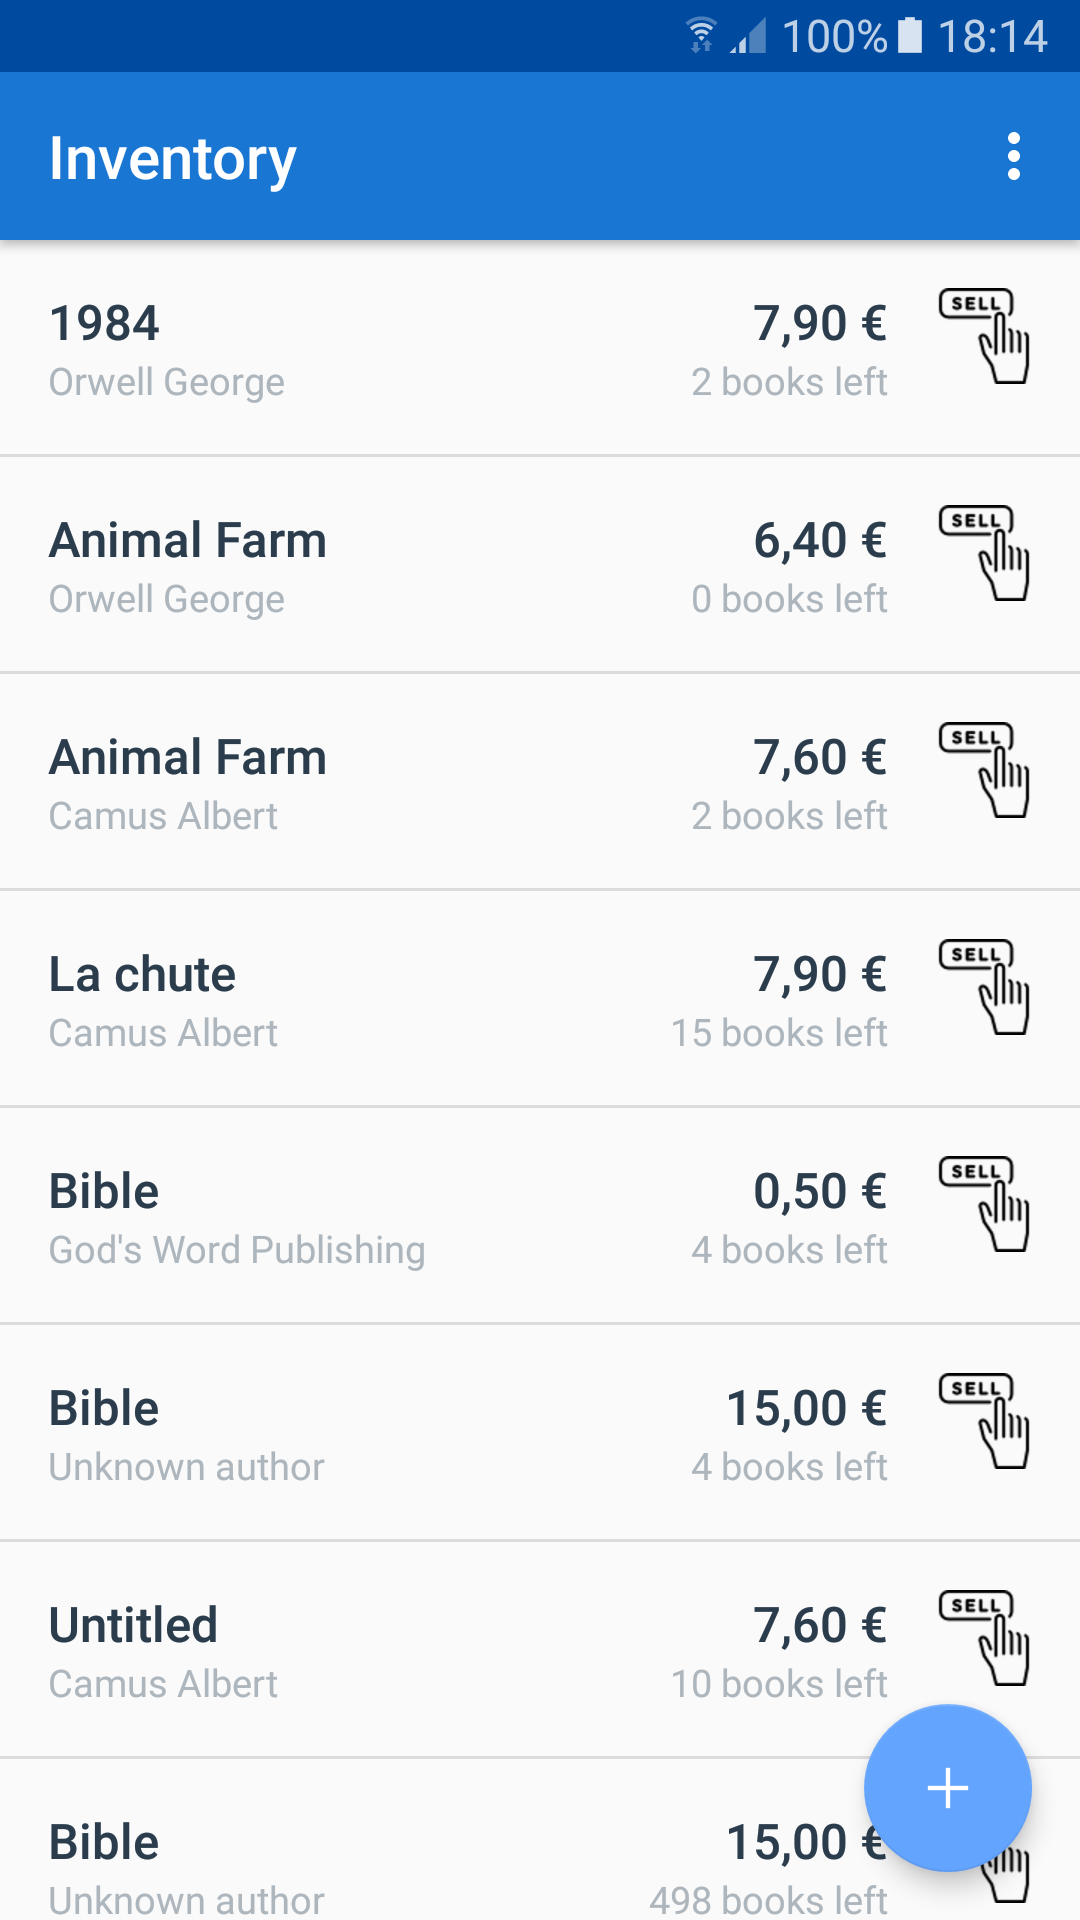 100% 18:14
Inventory
1984 7,90 € SELL
Orwell George 2 books left
Animal Farm 6,40 € SELL
Orwell George 0 books left
Animal Farm 7,60 € SELL
Camus Albert 2 books left
La chute 7,90 € SELL
Camus Albert 15 books left
Bible 0,50 € SELL
God's Word Publishing 4 books left
Bible 15,00 € SELL
Unknown author 4 books left
Untitled 7,60 € SELL
Camus Albert 10 books left
Bible 15,00 €
Unknown author 498 books left